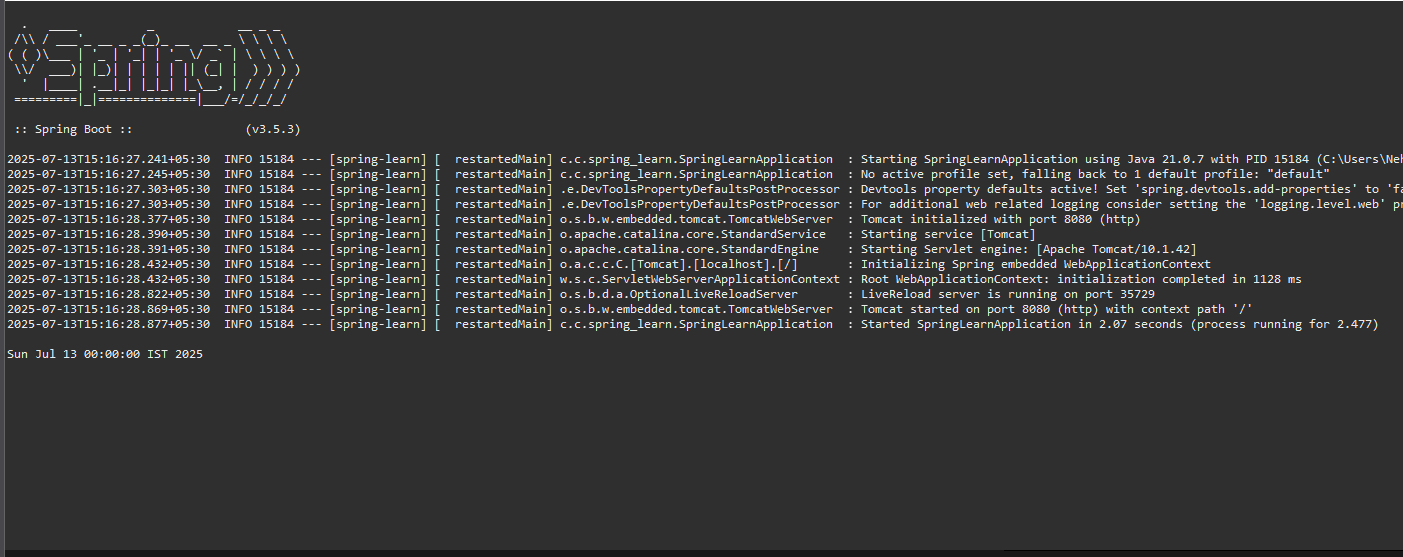 .   ____          _            __ _ _
 /\\ / ___'_ __ _ _(_)_ __  __ _ \ \ \ \
( ( )\___ | '_ | '_| | '_ \/ _` | \ \ \ \
 \\/  ___)| |_)| | | | | || (_| |  ) ) ) )
  '  |____| .__|_| |_|_| |_\__, | / / / /
 =========|_|==============|___/=/_/_/_/
 :: Spring Boot ::                (v3.5.3)
2025-07-13T15:16:27.241+05:30  INFO 15184 --- [spring-learn] [  restartedMain] c.c.spring_learn.SpringLearnApplication  : Starting SpringLearnApplication using Java 21.0.7 with PID 15184 (C:\Users\Neh
2025-07-13T15:16:27.245+05:30  INFO 15184 --- [spring-learn] [  restartedMain] c.c.spring_learn.SpringLearnApplication  : No active profile set, falling back to 1 default profile: "default"
2025-07-13T15:16:27.303+05:30  INFO 15184 --- [spring-learn] [  restartedMain] .e.DevToolsPropertyDefaultsPostProcessor : Devtools property defaults active! Set 'spring.devtools.add-properties' to 'fa
2025-07-13T15:16:27.303+05:30  INFO 15184 --- [spring-learn] [  restartedMain] .e.DevToolsPropertyDefaultsPostProcessor : For additional web related logging consider setting the 'logging.level.web' pr
2025-07-13T15:16:28.377+05:30  INFO 15184 --- [spring-learn] [  restartedMain] o.s.b.w.embedded.tomcat.TomcatWebServer  : Tomcat initialized with port 8080 (http)
2025-07-13T15:16:28.390+05:30  INFO 15184 --- [spring-learn] [  restartedMain] o.apache.catalina.core.StandardService   : Starting service [Tomcat]
2025-07-13T15:16:28.391+05:30  INFO 15184 --- [spring-learn] [  restartedMain] o.apache.catalina.core.StandardEngine    : Starting Servlet engine: [Apache Tomcat/10.1.42]
2025-07-13T15:16:28.432+05:30  INFO 15184 --- [spring-learn] [  restartedMain] o.a.c.c.C.[Tomcat].[localhost].[/]       : Initializing Spring embedded WebApplicationContext
2025-07-13T15:16:28.432+05:30  INFO 15184 --- [spring-learn] [  restartedMain] w.s.c.ServletWebServerApplicationContext : Root WebApplicationContext: initialization completed in 1128 ms
2025-07-13T15:16:28.822+05:30  INFO 15184 --- [spring-learn] [  restartedMain] o.s.b.d.a.OptionalLiveReloadServer       : LiveReload server is running on port 35729
2025-07-13T15:16:28.869+05:30  INFO 15184 --- [spring-learn] [  restartedMain] o.s.b.w.embedded.tomcat.TomcatWebServer  : Tomcat started on port 8080 (http) with context path '/'
2025-07-13T15:16:28.877+05:30  INFO 15184 --- [spring-learn] [  restartedMain] c.c.spring_learn.SpringLearnApplication  : Started SpringLearnApplication in 2.07 seconds (process running for 2.477)
Sun Jul 13 00:00:00 IST 2025